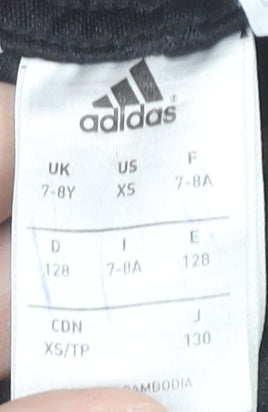 adidas®
UK US F
7-8Y XS 7-8A
D I E
128 7-8A 128
CDN J
XS/TP 130
CAMBODIA